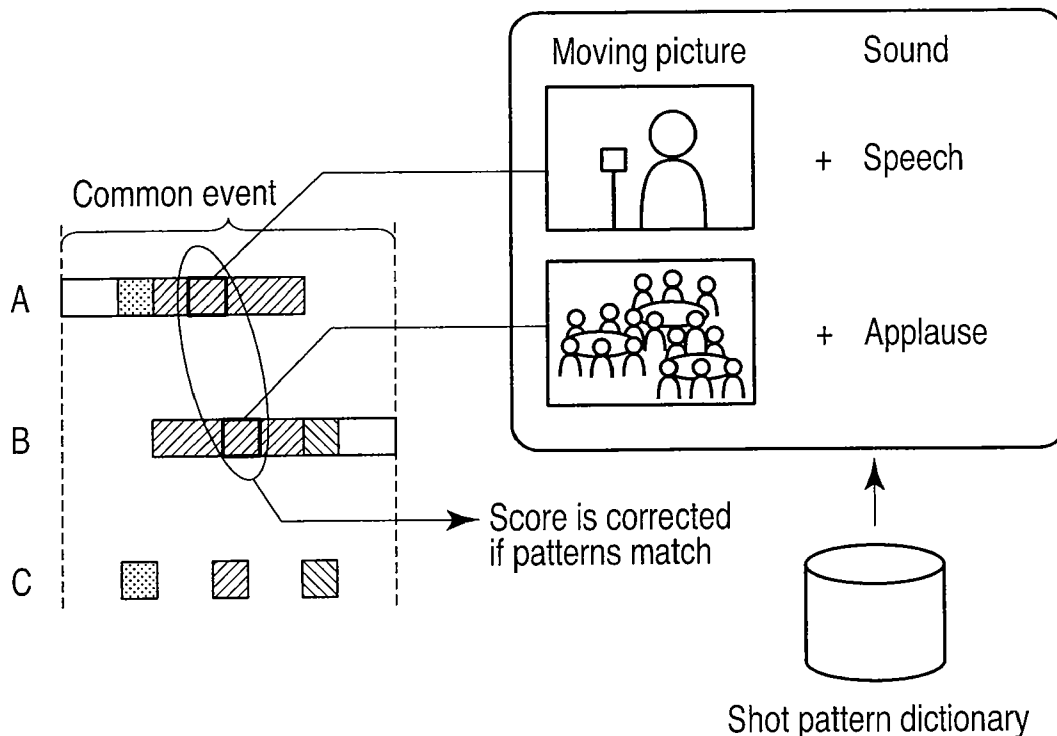 Moving picture Sound
+ Speech
Common event
A
+ Applause
B
Score is corrected
if patterns match
C
Shot pattern dictionary